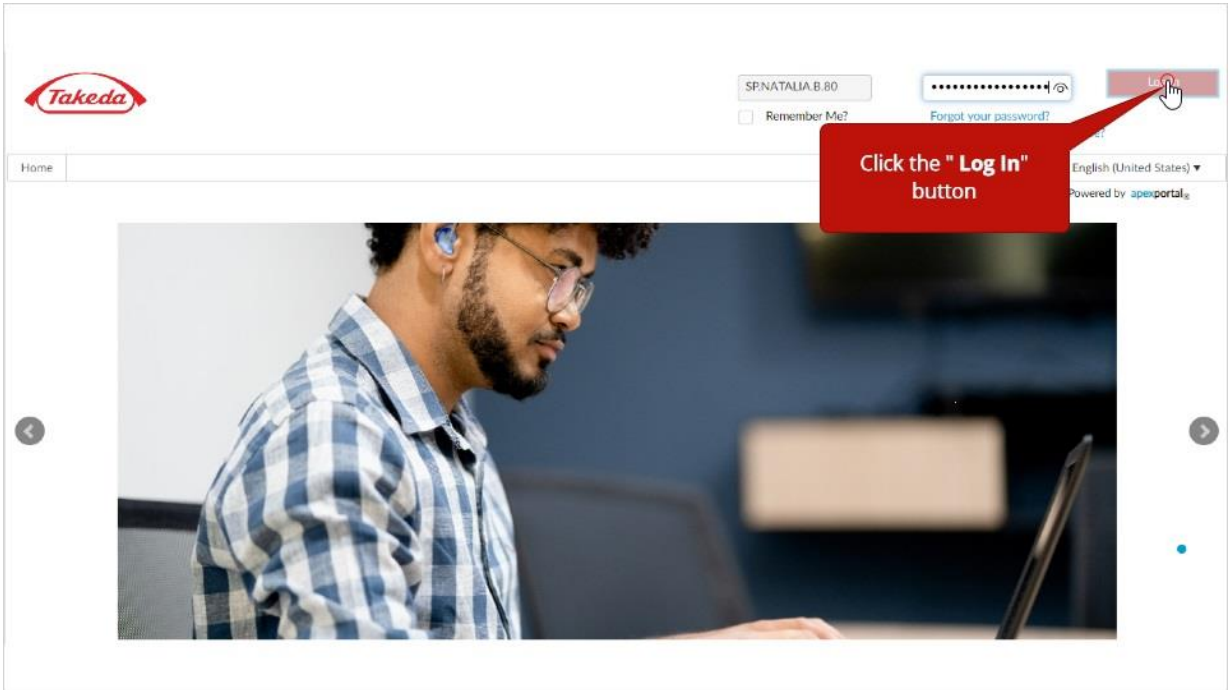 Takeda
SP.NATALIA.B.80
Remember Me?
Forgot your password?
Click the " Log In"
button
Home
English (United States) ▼
Powered by apexportal®